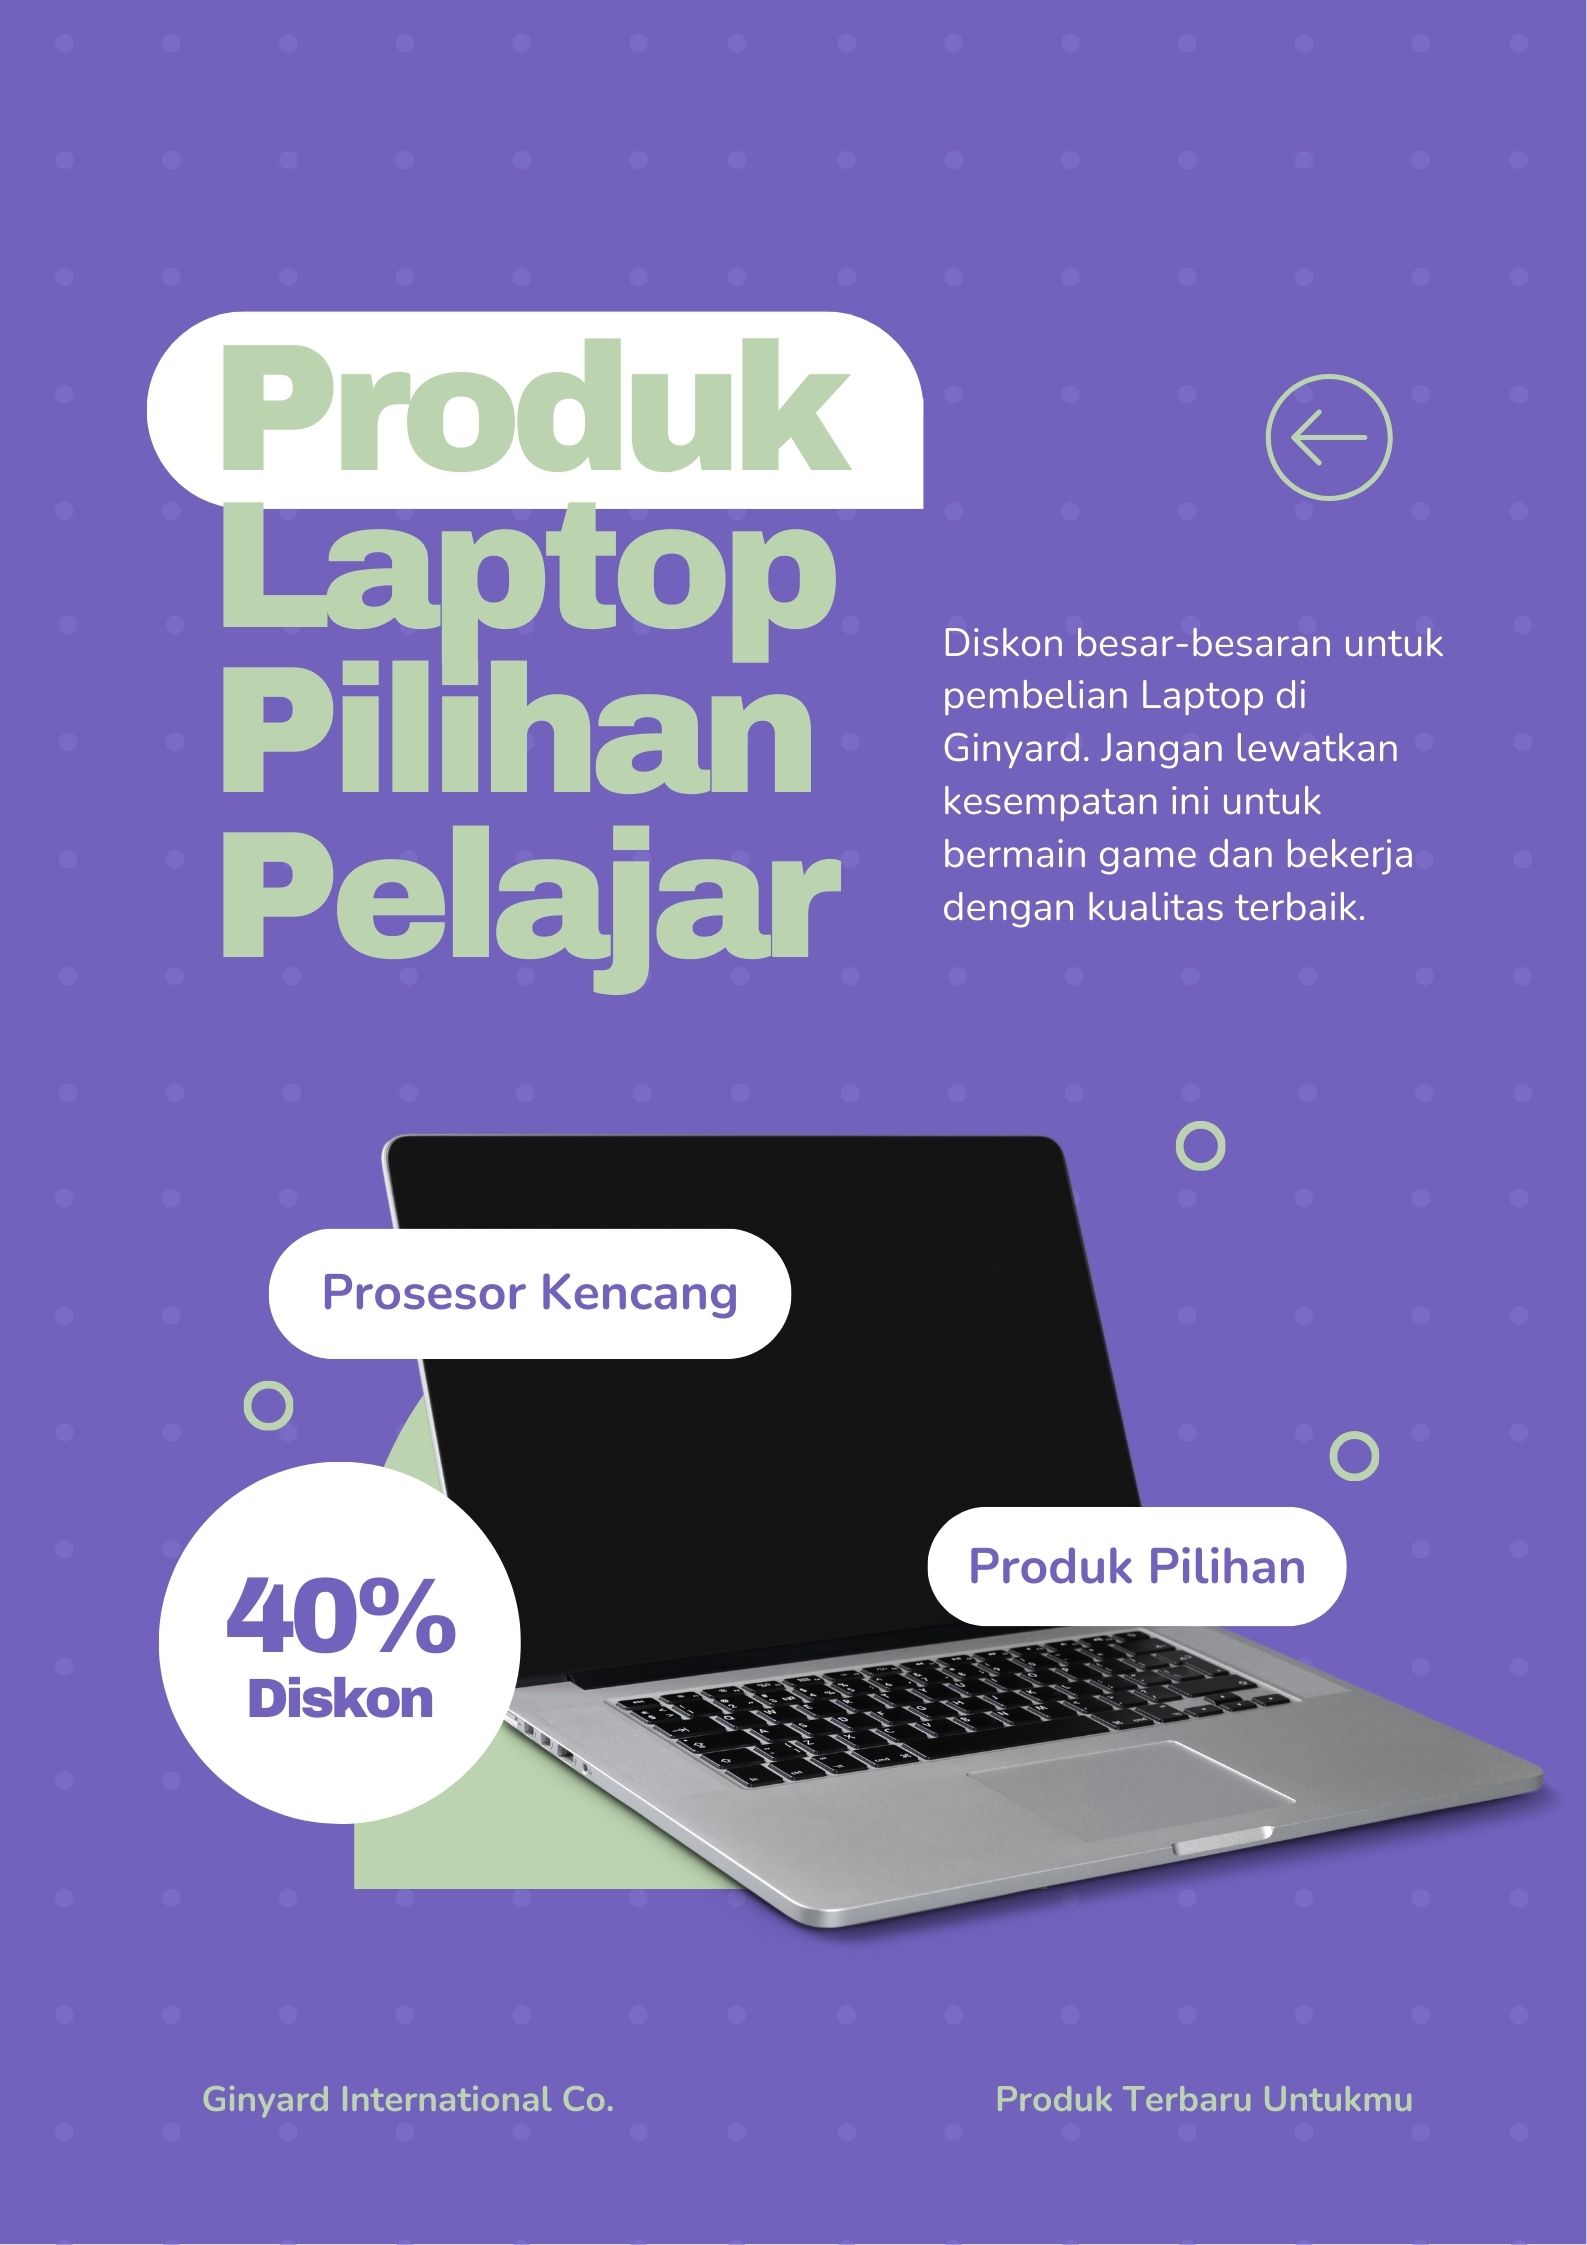 Produk
Laptop
Pilihan
Pelajar
Diskon besar-besaran untuk
pembelian Laptop di
Ginyard. Jangan lewatkan
kesempatan ini untuk
bermain game dan bekerja
dengan kualitas terbaik.
Prosesor Kencang
40%
Diskon
Produk Pilihan
Ginyard International Co.
Produk Terbaru Untukmu